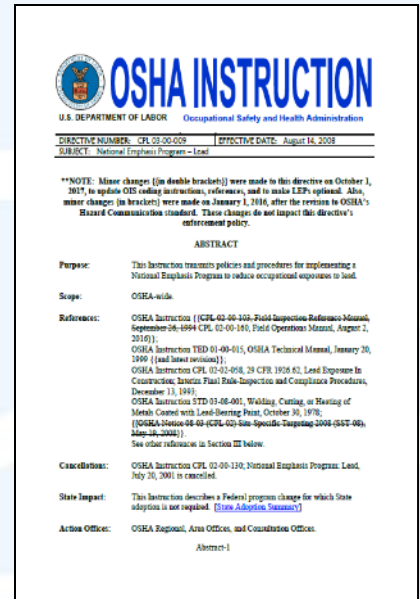 OSHA INSTRUCTION
U.S. DEPARTMENT OF LABOR Occupational Safety and Health Administration
DIRECTIVE NUMBER: CPL 03-00-009 EFFECTIVE DATE: August 14, 2008
SUBJECT: National Emphasis Program – Lead
**NOTE: Minor changes {{in double brackets}} were made to this directive on October 1,
2017, to update OIS coding instructions, references, and to make LEPs optional. Also,
minor changes {in brackets} were made on January 1, 2016, after the revision to OSHA's
Hazard Communication standard. These changes do not impact this directive's
enforcement policy.
ABSTRACT
Purpose: This Instruction transmits policies and procedures for implementing a
National Emphasis Program to reduce occupational exposures to lead.
Scope: OSHA-wide.
References: OSHA Instruction {{CPL 02-00-103, Field Inspection Reference Manual,
September 26, 1994 CPL 02-00-160, Field Operations Manual, August 2,
2016}};
OSHA Instruction TED 01-00-015, OSHA Technical Manual, January 20,
1999 {{and latest revision}};
OSHA Instruction CPL 02-02-058, 29 CFR 1926.62, Lead Exposure In
Construction; Interim Final Rule-Inspection and Compliance Procedures,
December 13, 1993;
OSHA Instruction STD 03-08-001, Welding, Cutting, or Heating of
Metals Coated with Lead-Bearing Paint, October 30, 1978;
{{OSHA Notice 08-03 (CPL 02) Site-Specific Targeting 2008 (SST-08),
May 19, 2008}}.
See other references in Section III below.
Cancellations: OSHA Instruction CPL 02-00-130; National Emphasis Program: Lead,
July 20, 2001 is cancelled.
State Impact: This Instruction describes a Federal program change for which State
adoption is not required. [State Adoption Summary]
Action Offices: OSHA Regional, Area Offices, and Consultation Offices.
Abstract-1